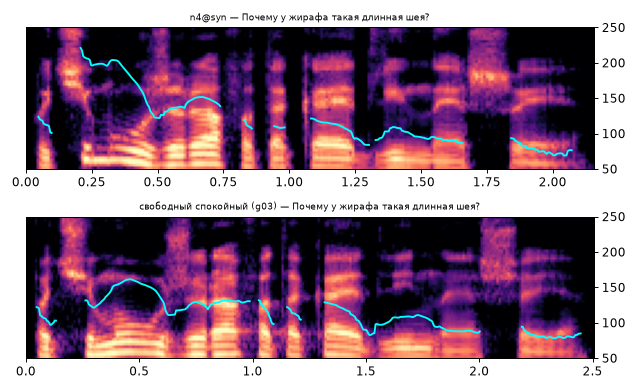 n4@syn — Почему у жирафа такая длинная шея?
250
200
150
100
50
0.00 0.25 0.50 0.75 1.00 1.25 1.50 1.75 2.00
свободный спокойный (g03) — Почему у жирафа такая длинная шея?
250
200
150
100
50
0.0 0.5 1.0 1.5 2.0 2.5